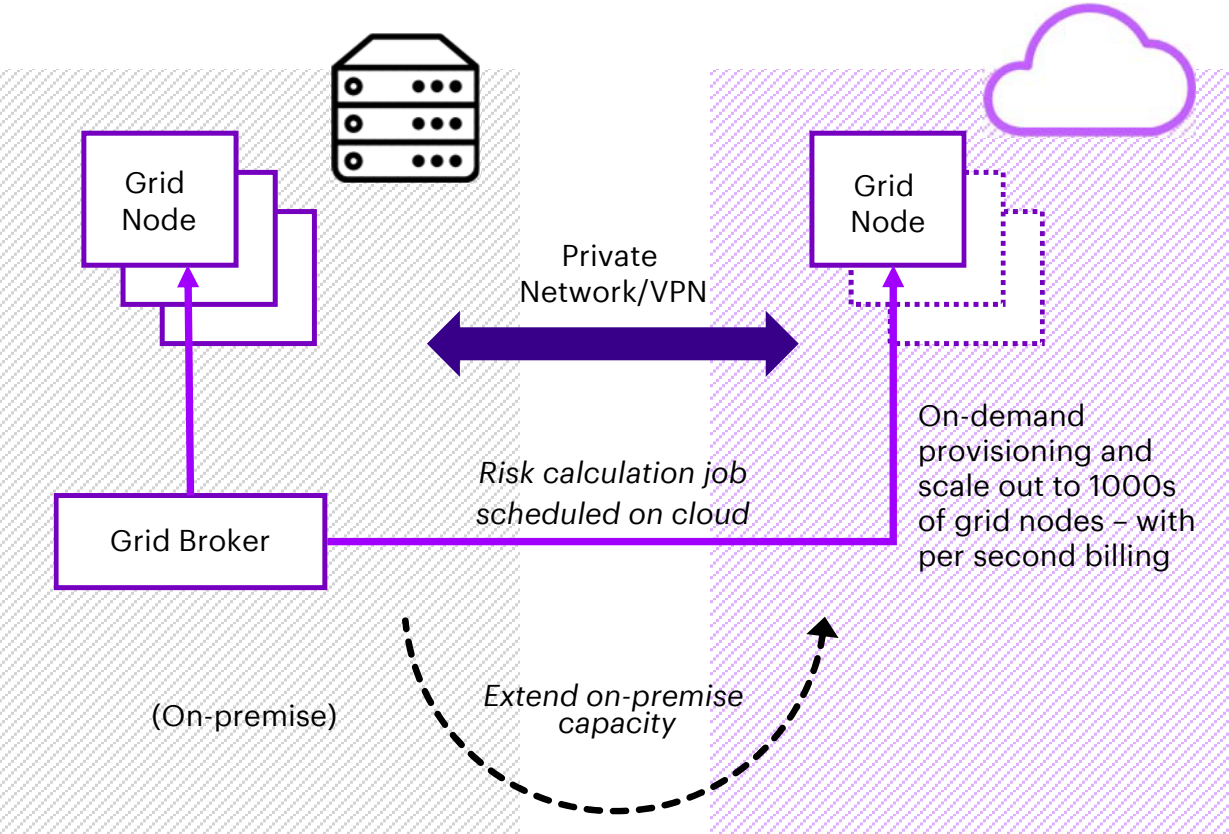 Grid
Node
Grid
Node
Private
Network/VPN
On-demand
provisioning and
scale out to 1000s
of grid nodes – with
per second billing
Risk calculation job
scheduled on cloud
Grid Broker
Extend on-premise
capacity
(On-premise)